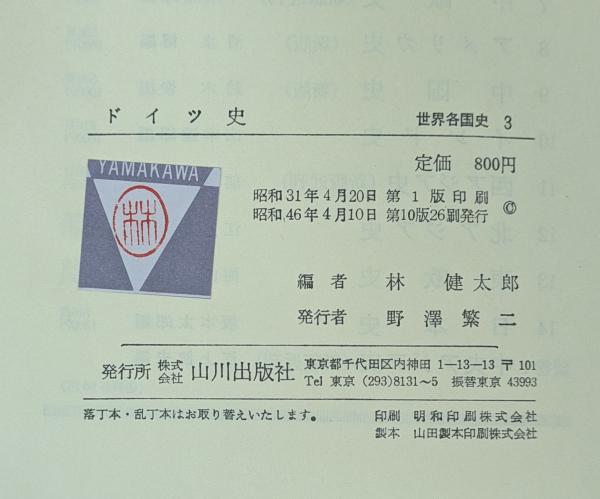 ドイツ史 世界各国史 3
定価 800円
YAMAKAWA
林
昭和31年4月20日 第1版印刷
昭和46年4月10日 第10版26刷発行 ©
編者 林 健太郎
発行者 野澤繁二
発行所 株式会社 山川出版社 東京都千代田区内神田 1—13—13 〒101
Tel 東京 (293)8131〜5 振替東京 43993
落丁本・乱丁本はお取り替えいたします。 印刷 明和印刷株式会社
製本 山田製本印刷株式会社